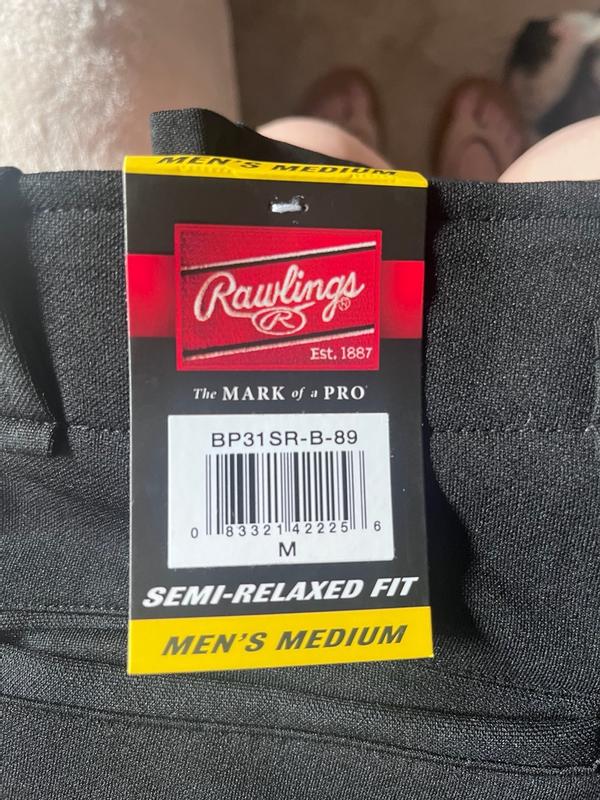 MEN'S MEDIUM
Rawlings®
R
Est. 1887
The MARK of a PRO
BP31SR-B-89
0 83321 42225 6
M
SEMI-RELAXED FIT
MEN'S MEDIUM